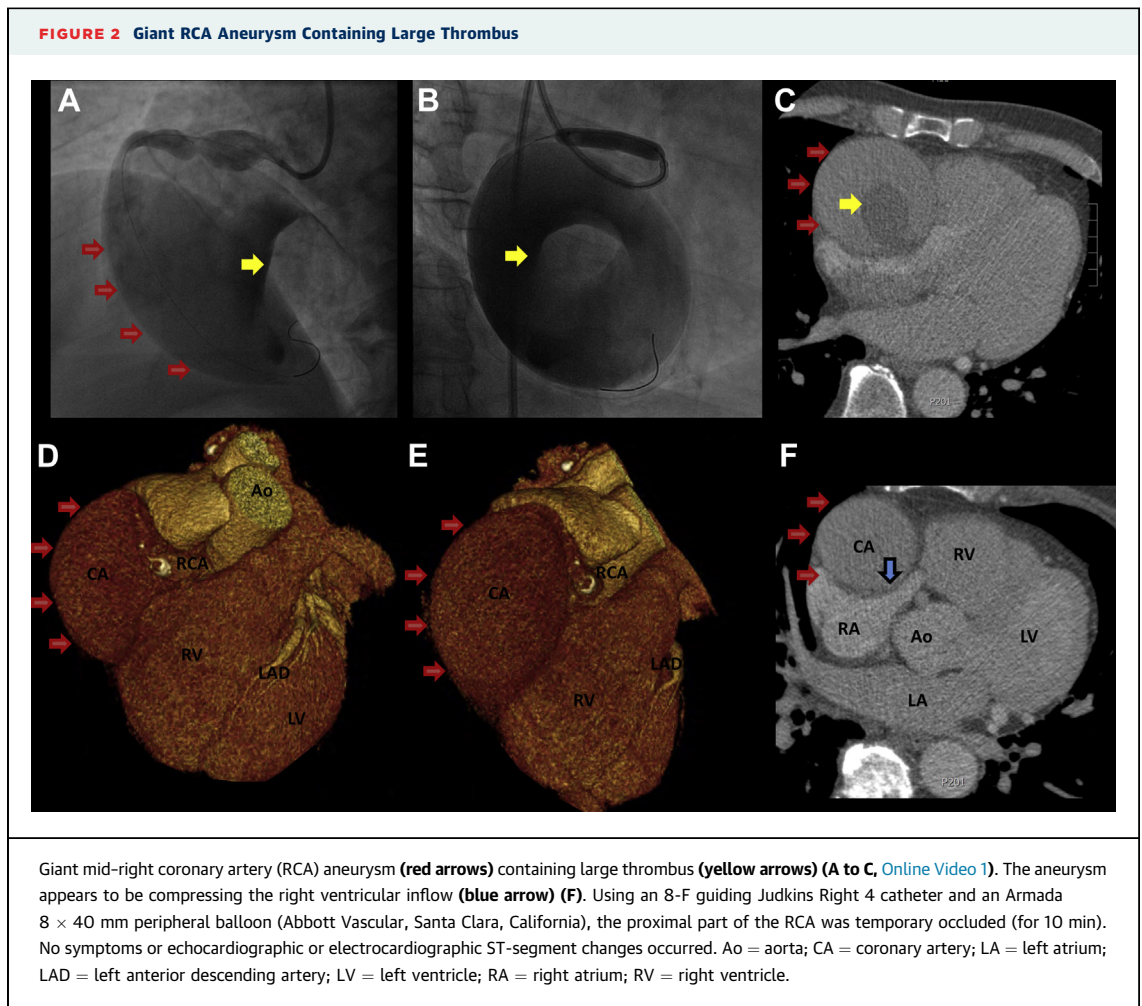 FIGURE 2 Giant RCA Aneurysm Containing Large Thrombus
A
B
C
P201
D
Ao
CA
RCA
RV
LAD
LV
E
CA
RCA
LAD
RV
F
CA
RV
RA
Ao
LV
LA
P201
Giant mid-right coronary artery (RCA) aneurysm (red arrows) containing large thrombus (yellow arrows) (A to C, Online Video 1). The aneurysm
appears to be compressing the right ventricular inflow (blue arrow) (F). Using an 8-F guiding Judkins Right 4 catheter and an Armada
8 × 40 mm peripheral balloon (Abbott Vascular, Santa Clara, California), the proximal part of the RCA was temporary occluded (for 10 min).
No symptoms or echocardiographic or electrocardiographic ST-segment changes occurred. Ao = aorta; CA = coronary artery; LA = left atrium;
LAD = left anterior descending artery; LV = left ventricle; RA = right atrium; RV = right ventricle.